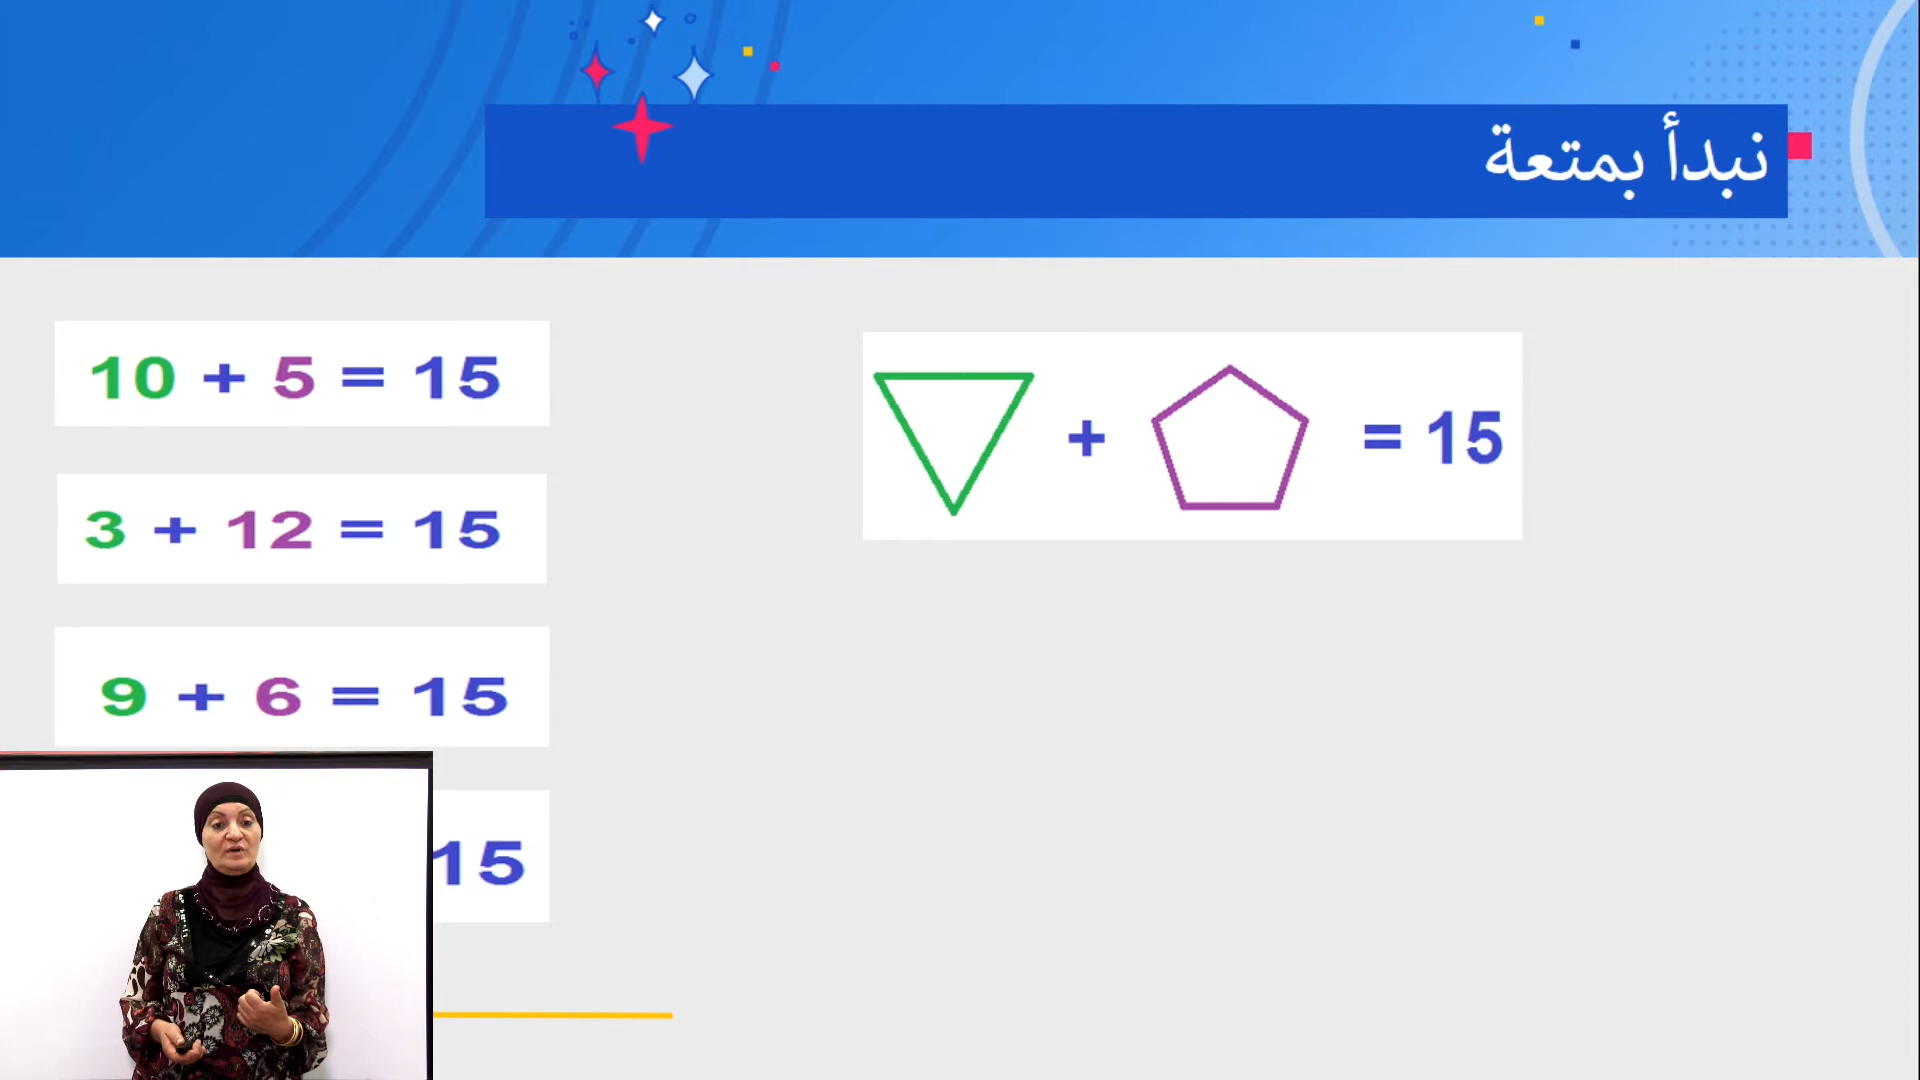 نبدأ بمتعة
10 + 5 = 15
3 + 12 = 15
9 + 6 = 15
15
+ = 15